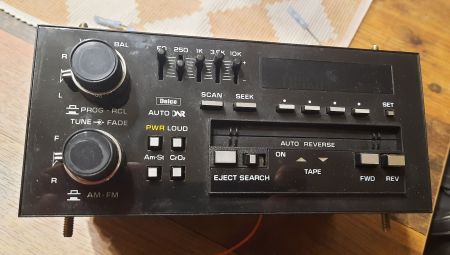 BAL
R
L
PROG - RCL
TUNE FADE
F
R
AM-FM
60 250 1K 3.5K 10K
+
Delco
AUTO DNR
PWR LOUD
Am-St CrO₂
SCAN SEEK
SET
AUTO REVERSE
ON
TAPE
EJECT SEARCH
FWD REV